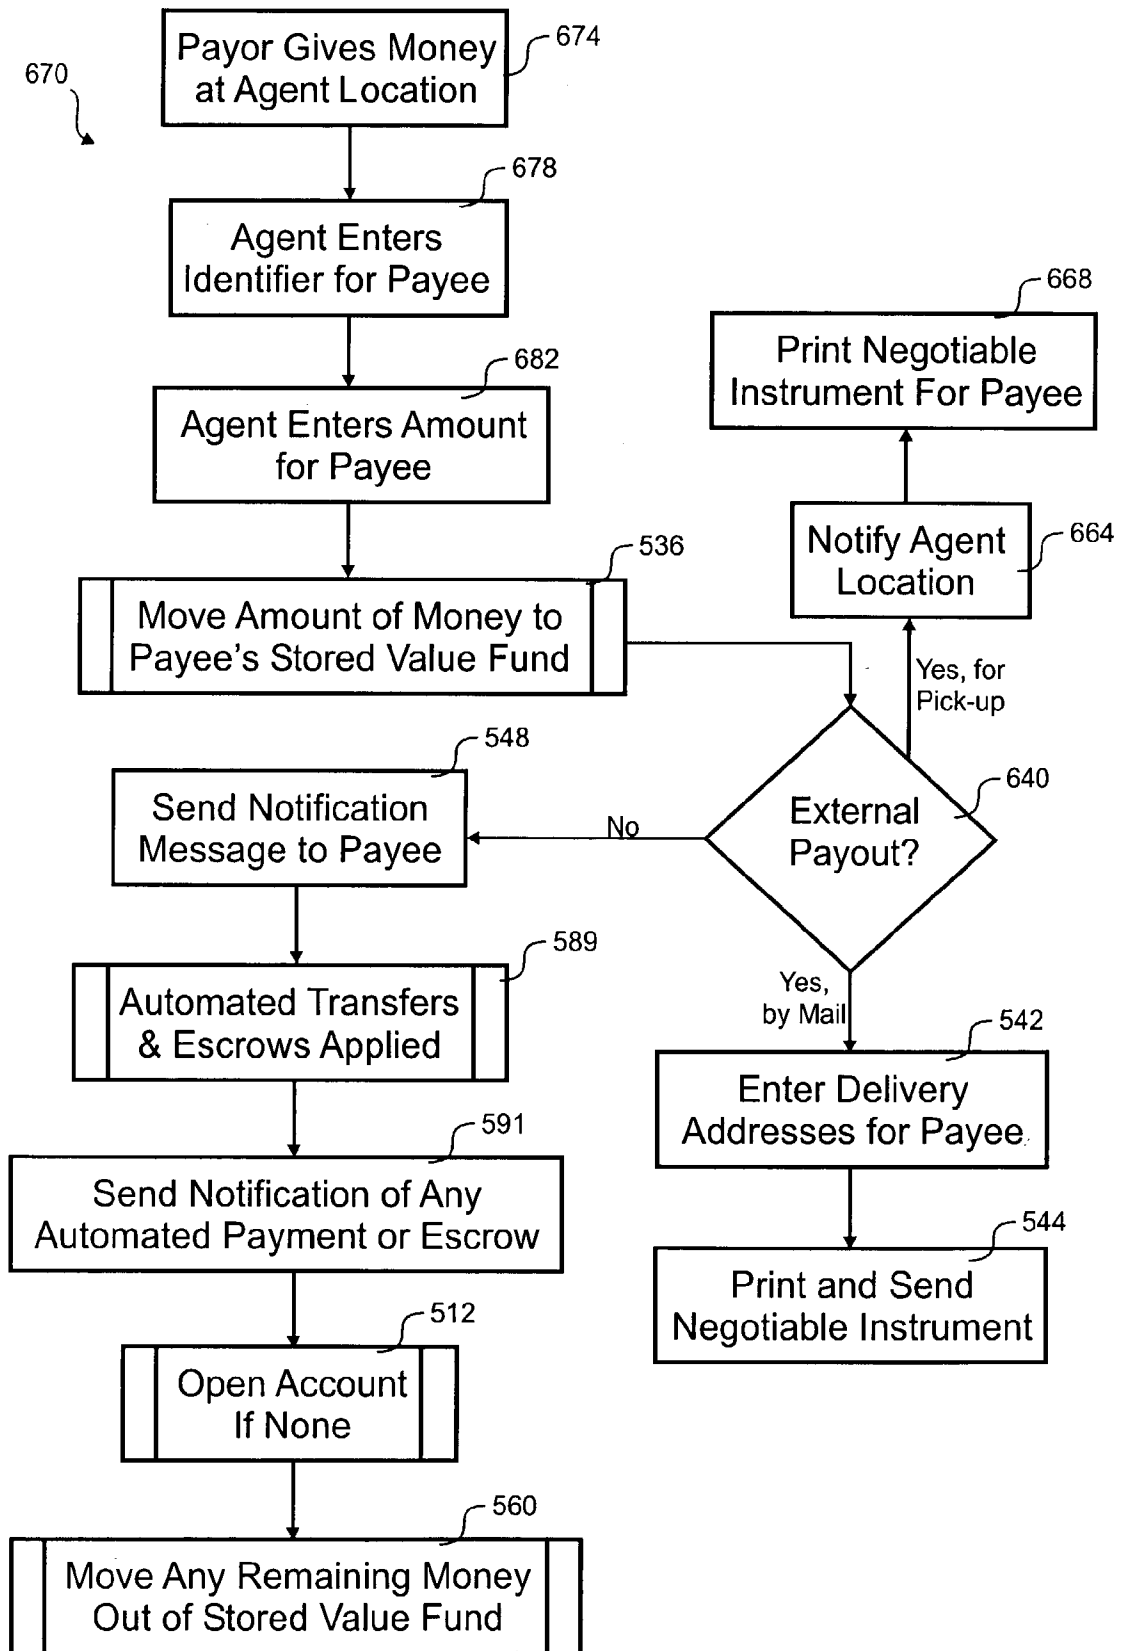 Payor Gives Money
at Agent Location
674
670
678
Agent Enters
Identifier for Payee
668
Print Negotiable
Instrument For Payee
682
Agent Enters Amount
for Payee
536
Move Amount of Money to
Payee's Stored Value Fund
664
Notify Agent
Location
Yes, for
Pick-up
548
Send Notification
Message to Payee
No
640
External
Payout?
589
Automated Transfers
& Escrows Applied
Yes,
by Mail
542
Enter Delivery
Addresses for Payee
591
Send Notification of Any
Automated Payment or Escrow
544
Print and Send
Negotiable Instrument
512
Open Account
If None
560
Move Any Remaining Money
Out of Stored Value Fund